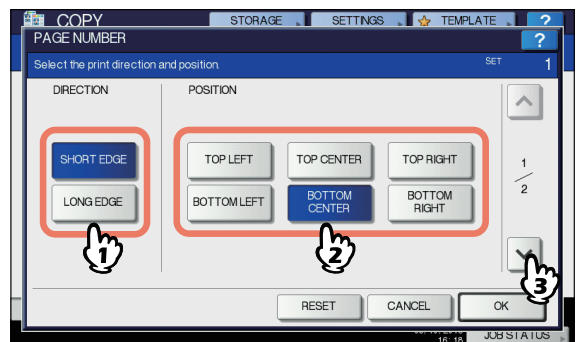 COPY STORAGE SETTINGS TEMPLATE ?
PAGE NUMBER ?
Select the print direction and position. SET 1
DIRECTION POSITION
SHORT EDGE TOP LEFT TOP CENTER TOP RIGHT 1
LONG EDGE BOTTOM LEFT BOTTOM CENTER BOTTOM RIGHT 2
1 2 3
RESET CANCEL OK
16:18 JOB STATUS